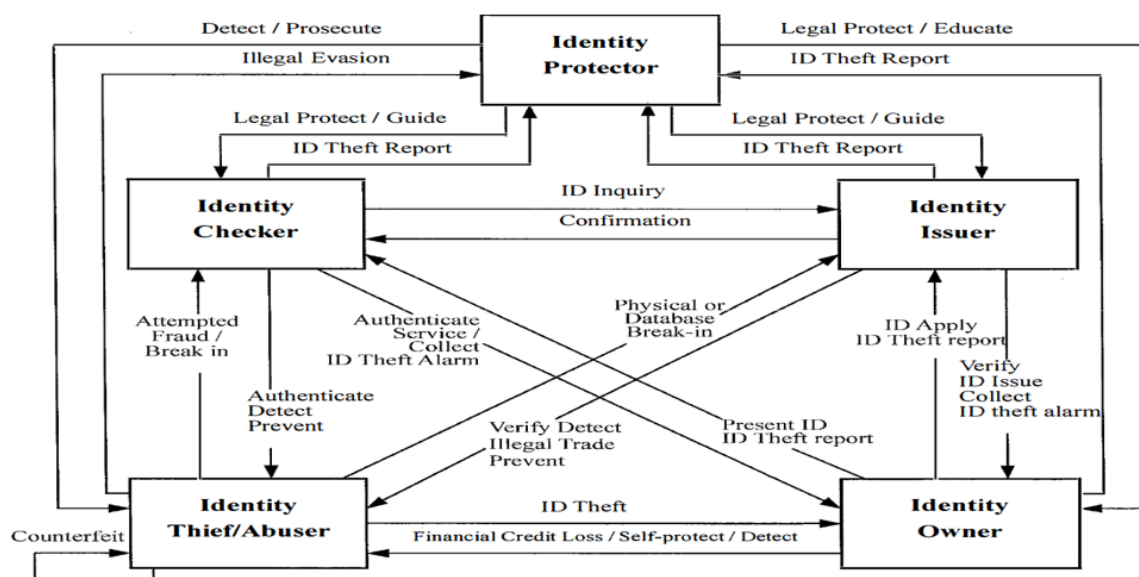 Detect / Prosecute
Legal Protect / Educate
Identity
Protector
Illegal Evasion
ID Theft Report
Legal Protect / Guide
Legal Protect / Guide
ID Theft Report
ID Theft Report
Identity
Checker
ID Inquiry
Confirmation
Identity
Issuer
Attempted
Fraud /
Break in
Authenticate
Service /
Collect
ID Theft Alarm
Physical or
Database
Break-in
ID Apply
ID Theft report
Verify
ID Issue
Collect
ID theft alarm
Authenticate
Detect
Prevent
Verify Detect
Illegal Trade
Prevent
Present ID
ID Theft report
Identity
Thief/Abuser
ID Theft
Financial Credit Loss / Self-protect / Detect
Identity
Owner
Counterfeit